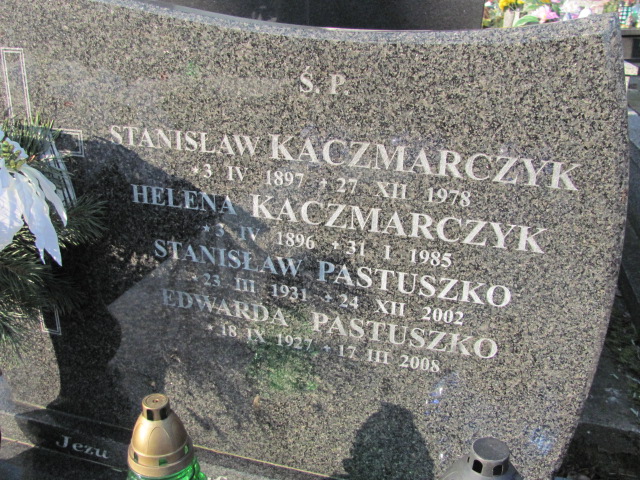 Ś. P.
STANISŁAW KACZMARCZYK
*3 IV 1897 + 27 XII 1978
HELENA KACZMARCZYK
*3 IV 1896 + 31 I 1985
STANISŁAW PASTUSZKO
* 23 III 1931 + 24 XII 2002
EDWARDA PASTUSZKO
*18 IX 1927 + 17 III 2008
Jezu